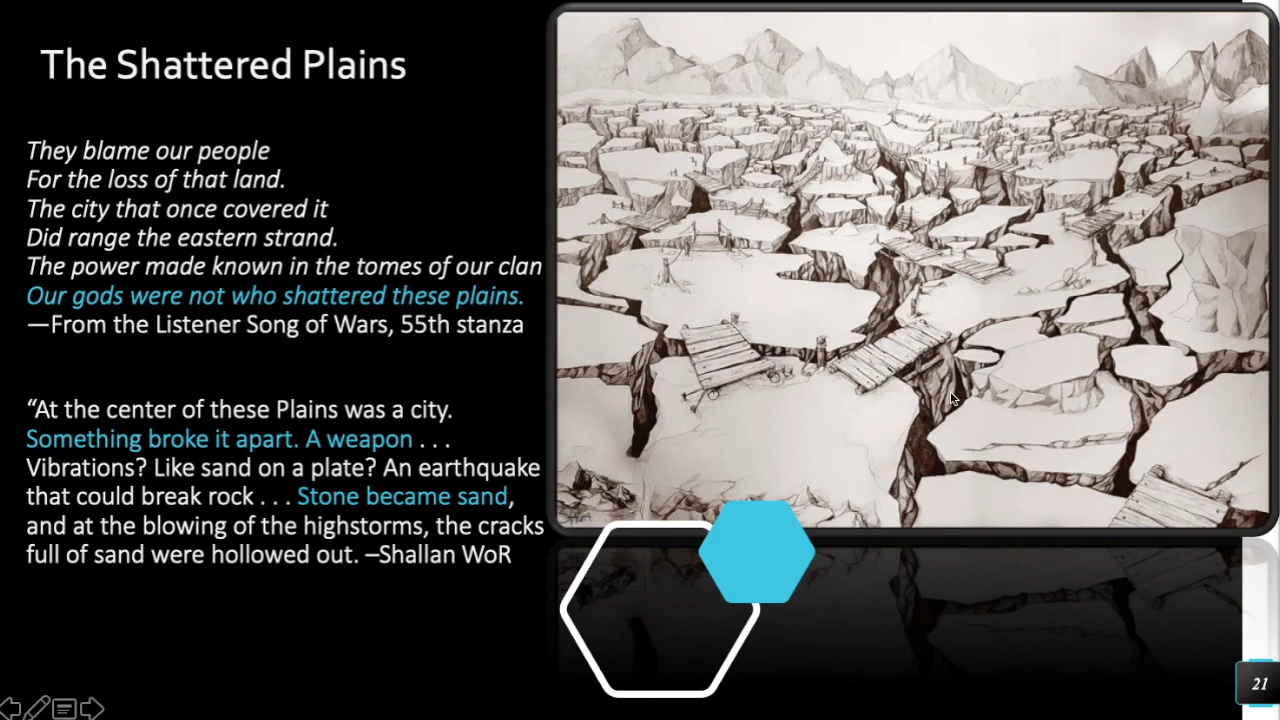 The Shattered Plains
They blame our people
For the loss of that land.
The city that once covered it
Did range the eastern strand.
The power made known in the tomes of our clan
Our gods were not who shattered these plains.
—From the Listener Song of Wars, 55th stanza
“At the center of these Plains was a city.
Something broke it apart. A weapon . . .
Vibrations? Like sand on a plate? An earthquake
that could break rock . . . Stone became sand,
and at the blowing of the highstorms, the cracks
full of sand were hollowed out. –Shallan WoR
21